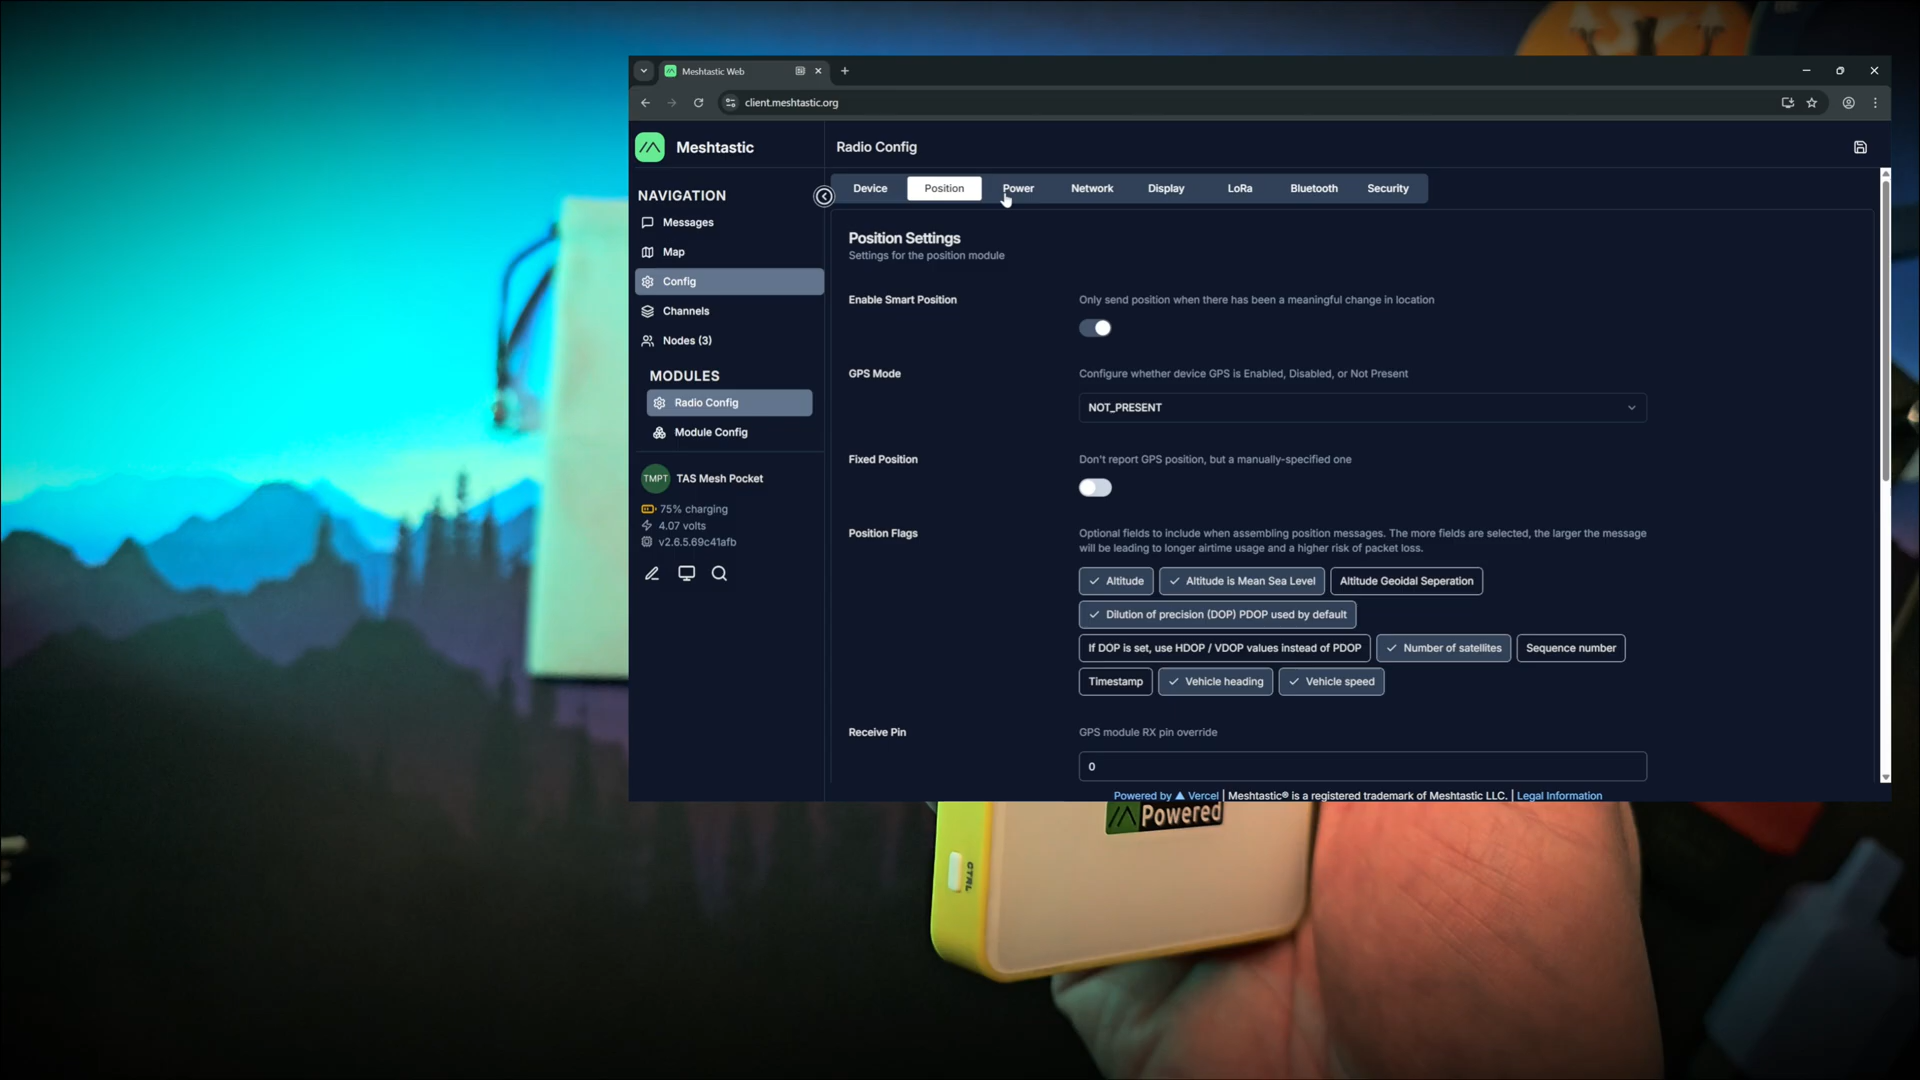 Meshtastic Web
client.meshtastic.org
Meshtastic
Radio Config
NAVIGATION
Messages
Map
Config
Channels
Nodes (3)
MODULES
Radio Config
Module Config
TMPT TAS Mesh Pocket
75% charging
4.07 volts
v2.6.5.69c41afb
Device Position Power Network Display LoRa Bluetooth Security
Position Settings
Settings for the position module
Enable Smart Position
Only send position when there has been a meaningful change in location
GPS Mode
Configure whether device GPS is Enabled, Disabled, or Not Present
NOT_PRESENT
Fixed Position
Don't report GPS position, but a manually-specified one
Position Flags
Optional fields to include when assembling position messages. The more fields are selected, the larger the message
will be leading to longer airtime usage and a higher risk of packet loss.
Altitude Altitude is Mean Sea Level Altitude Geoidal Seperation
Dilution of precision (DOP) PDOP used by default
If DOP is set, use HDOP / VDOP values instead of PDOP Number of satellites Sequence number
Timestamp Vehicle heading Vehicle speed
Receive Pin
GPS module RX pin override
0
Powered by ▲ Vercel | Meshtastic® is a registered trademark of Meshtastic LLC. | Legal Information
Powered
CTRL